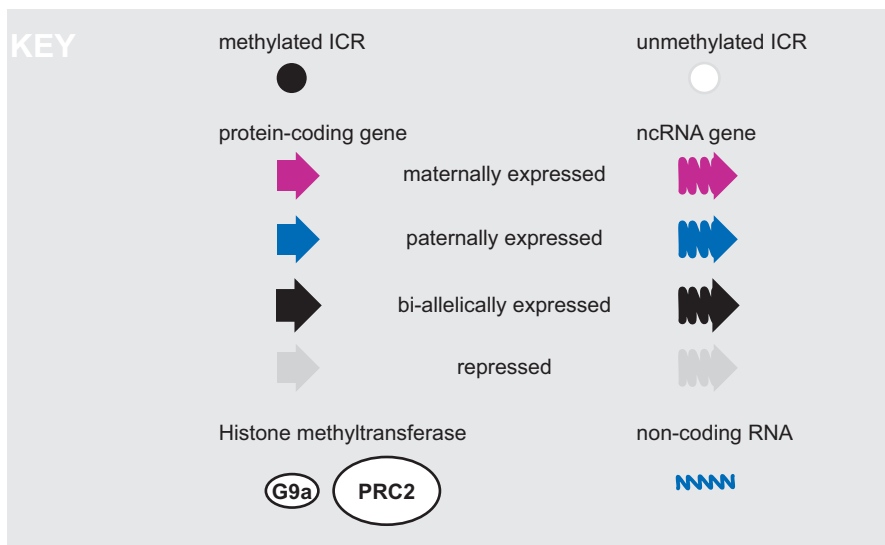 KEY
methylated ICR
unmethylated ICR
protein-coding gene
ncRNA gene
maternally expressed
paternally expressed
bi-allelically expressed
repressed
Histone methyltransferase
non-coding RNA
G9a
PRC2